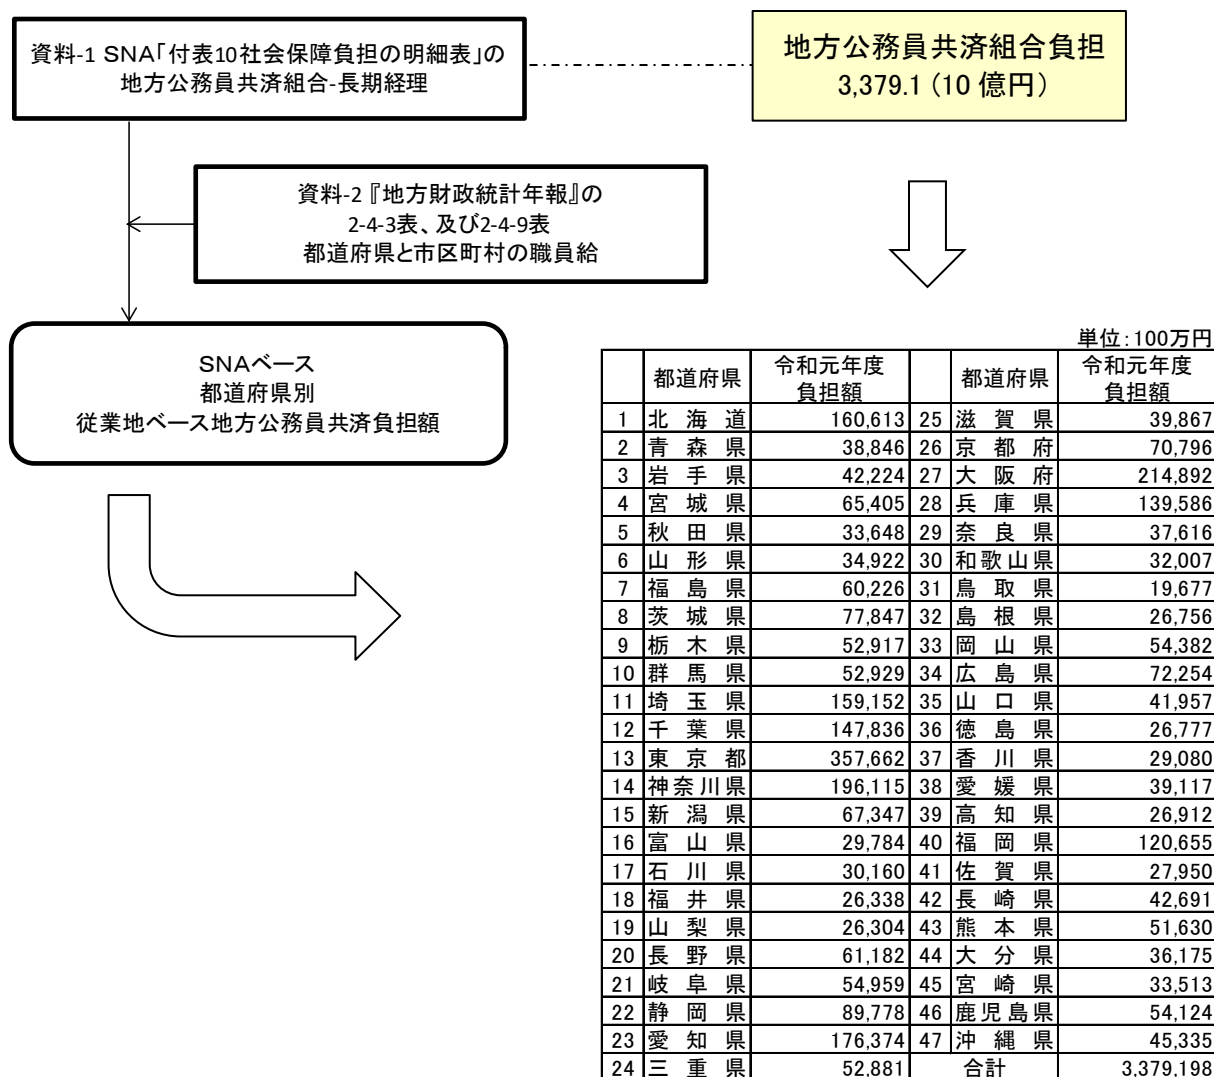 資料-1 SNA「付表10社会保障負担の明細表」の
地方公務員共済組合-長期経理
地方公務員共済組合負担
3,379.1（10 億円）
資料-2『地方財政統計年報』の
2-4-3表、及び2-4-9表
都道府県と市区町村の職員給
SNAベース
都道府県別
従業地ベース地方公務員共済負担額
単位：100万円
都道府県 令和元年度 負担額 都道府県 令和元年度 負担額
1 北海道 160,613 25 滋賀県 39,867
2 青森県 38,846 26 京都府 70,796
3 岩手県 42,224 27 大阪府 214,892
4 宮城県 65,405 28 兵庫県 139,586
5 秋田県 33,648 29 奈良県 37,616
6 山形県 34,922 30 和歌山県 32,007
7 福島県 60,226 31 鳥取県 19,677
8 茨城県 77,847 32 島根県 26,756
9 栃木県 52,917 33 岡山県 54,382
10 群馬県 52,929 34 広島県 72,254
11 埼玉県 159,152 35 山口県 41,957
12 千葉県 147,836 36 徳島県 26,777
13 東京都 357,662 37 香川県 29,080
14 神奈川県 196,115 38 愛媛県 39,117
15 新潟県 67,347 39 高知県 26,912
16 富山県 29,784 40 福岡県 120,655
17 石川県 30,160 41 佐賀県 27,950
18 福井県 26,338 42 長崎県 42,691
19 山梨県 26,304 43 熊本県 51,630
20 長野県 61,182 44 大分県 36,175
21 岐阜県 54,959 45 宮崎県 33,513
22 静岡県 89,778 46 鹿児島県 54,124
23 愛知県 176,374 47 沖縄県 45,335
24 三重県 52,881 合計 3,379,198